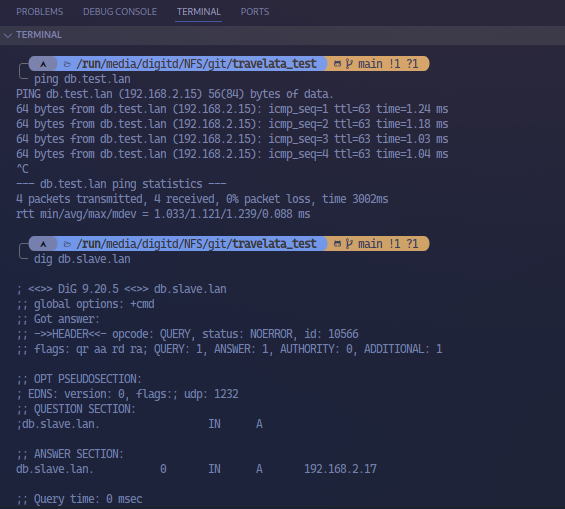 PROBLEMS DEBUG CONSOLE TERMINAL PORTS
TERMINAL
/run/media/digitd/NFS/git/travelata_test main !1 ?1
ping db.test.lan
PING db.test.lan (192.168.2.15) 56(84) bytes of data.
64 bytes from db.test.lan (192.168.2.15): icmp_seq=1 ttl=63 time=1.24 ms
64 bytes from db.test.lan (192.168.2.15): icmp_seq=2 ttl=63 time=1.18 ms
64 bytes from db.test.lan (192.168.2.15): icmp_seq=3 ttl=63 time=1.03 ms
64 bytes from db.test.lan (192.168.2.15): icmp_seq=4 ttl=63 time=1.04 ms
^C
--- db.test.lan ping statistics ---
4 packets transmitted, 4 received, 0% packet loss, time 3002ms
rtt min/avg/max/mdev = 1.033/1.121/1.239/0.088 ms
/run/media/digitd/NFS/git/travelata_test main !1 ?1
dig db.slave.lan
; <<>> DiG 9.20.5 <<>> db.slave.lan
;; global options: +cmd
;; Got answer:
;; ->>HEADER<<- opcode: QUERY, status: NOERROR, id: 10566
;; flags: qr aa rd ra; QUERY: 1, ANSWER: 1, AUTHORITY: 0, ADDITIONAL: 1
;; OPT PSEUDOSECTION:
; EDNS: version: 0, flags:; udp: 1232
;; QUESTION SECTION:
;db.slave.lan. IN A
;; ANSWER SECTION:
db.slave.lan. 0 IN A 192.168.2.17
;; Query time: 0 msec